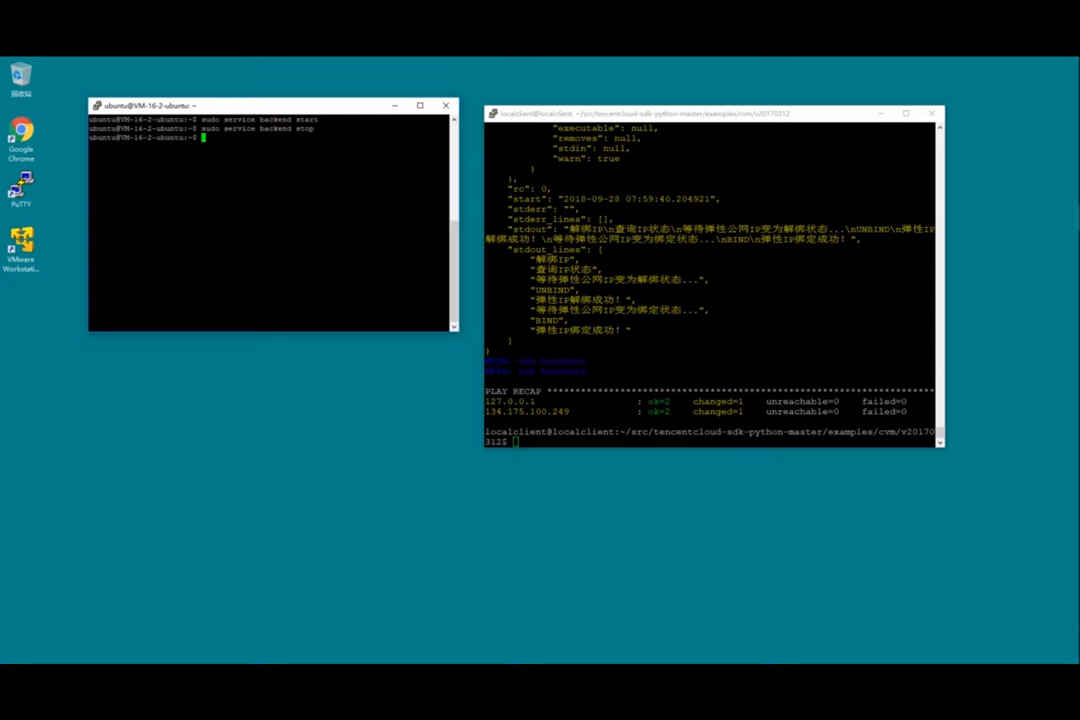 回收站
Google
Chrome
PuTTY
VMware
Workstati...
ubuntu@VM-16-2-ubuntu: ~
ubuntu@VM-16-2-ubuntu:~$ sudo service backend start
ubuntu@VM-16-2-ubuntu:~$ sudo service backend stop
ubuntu@VM-16-2-ubuntu:~$
localclient@localclient: ~/src/tencentcloud-sdk-python-master/examples/cvm/v20170312
"executable": null,
"removes": null,
"stdin": null,
"warn": true
}
},
"rc": 0,
"start": "2018-09-28 07:59:40.204921",
"stderr": "",
"stderr_lines": [],
"stdout": "解绑IP\n查询IP状态\n等待弹性公网IP变为解绑状态...\nUNBIND\n弹性IP
解绑成功！\n等待弹性公网IP变为绑定状态...\nBIND\n弹性IP绑定成功！",
"stdout_lines": [
"解绑IP",
"查询IP状态",
"等待弹性公网IP变为解绑状态...",
"UNBIND",
"弹性IP解绑成功！",
"等待弹性公网IP变为绑定状态...",
"BIND",
"弹性IP绑定成功！"
]
}
PLAY RECAP *********************************************************************
127.0.0.1 : ok=2 changed=1 unreachable=0 failed=0
134.175.100.249 : ok=2 changed=1 unreachable=0 failed=0
localclient@localclient:~/src/tencentcloud-sdk-python-master/examples/cvm/v20170
312$